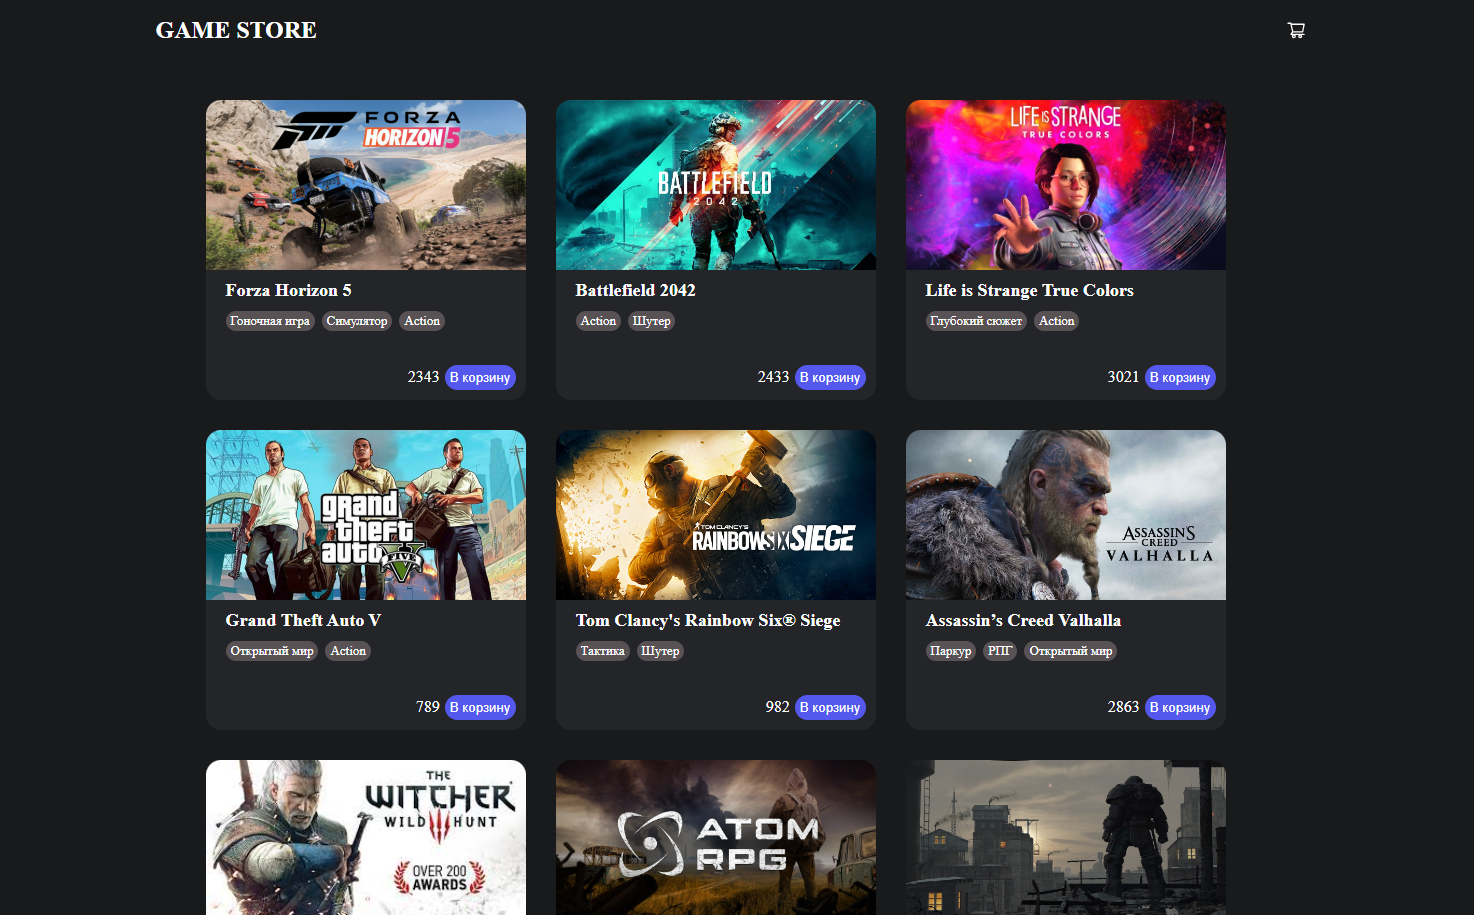 GAME STORE
FORZA
HORIZON 5
BATTLEFIELD
2042
LIFE IS STRANGE
TRUE COLORS
Forza Horizon 5
Гоночная игра Симулятор Action
2343 В корзину
Battlefield 2042
Action Шутер
2433 В корзину
Life is Strange True Colors
Глубокий сюжет Action
3021 В корзину
grand
theft
auto V
FIVE
TOM CLANCY'S
RAINBOW SIX SIEGE
ASSASSIN'S
CREED
VALHALLA
Grand Theft Auto V
Открытый мир Action
789 В корзину
Tom Clancy's Rainbow Six® Siege
Тактика Шутер
982 В корзину
Assassin’s Creed Valhalla
Паркур РПГ Открытый мир
2863 В корзину
THE
WITCHER
WILD HUNT
OVER 200
AWARDS
ATOM
RPG